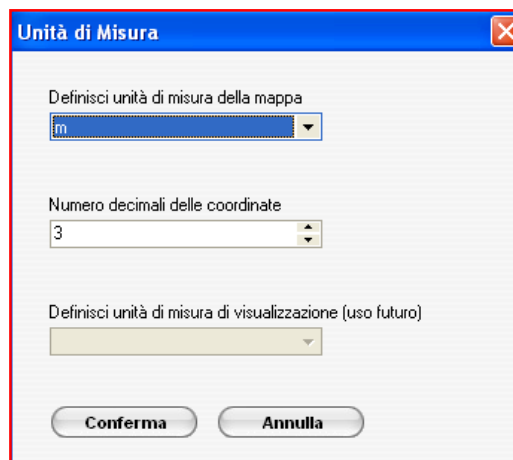 Unità di Misura
Definisci unità di misura della mappa
m
Numero decimali delle coordinate
3
Definisci unità di misura di visualizzazione (uso futuro)
Conferma Annulla